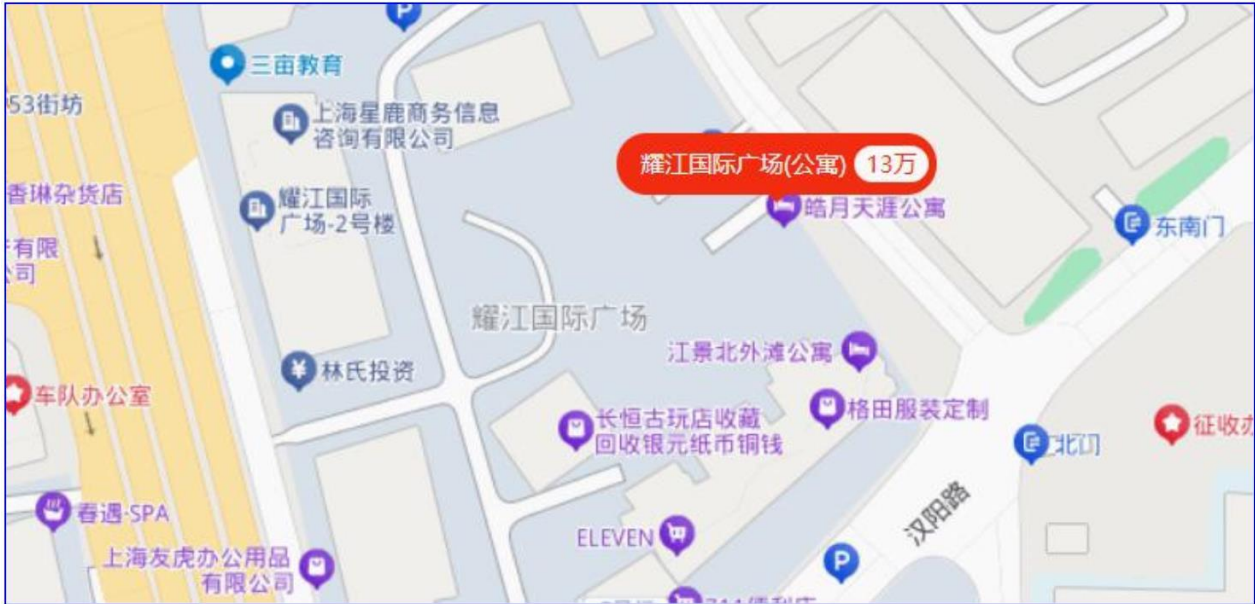 三亩教育
53街坊
上海星鹿商务信息
咨询有限公司
耀江国际广场(公寓) 13万
香琳杂货店
耀江国际
广场-2号楼
皓月天涯公寓
东南门
有限
公司
耀江国际广场
江景北外滩公寓
林氏投资
车队办公室
格田服装定制
长恒古玩店收藏
回收银元纸币铜钱
征收办
北门
春遇·SPA
汉阳路
ELEVEN
上海友虎办公用品
有限公司
711便利店